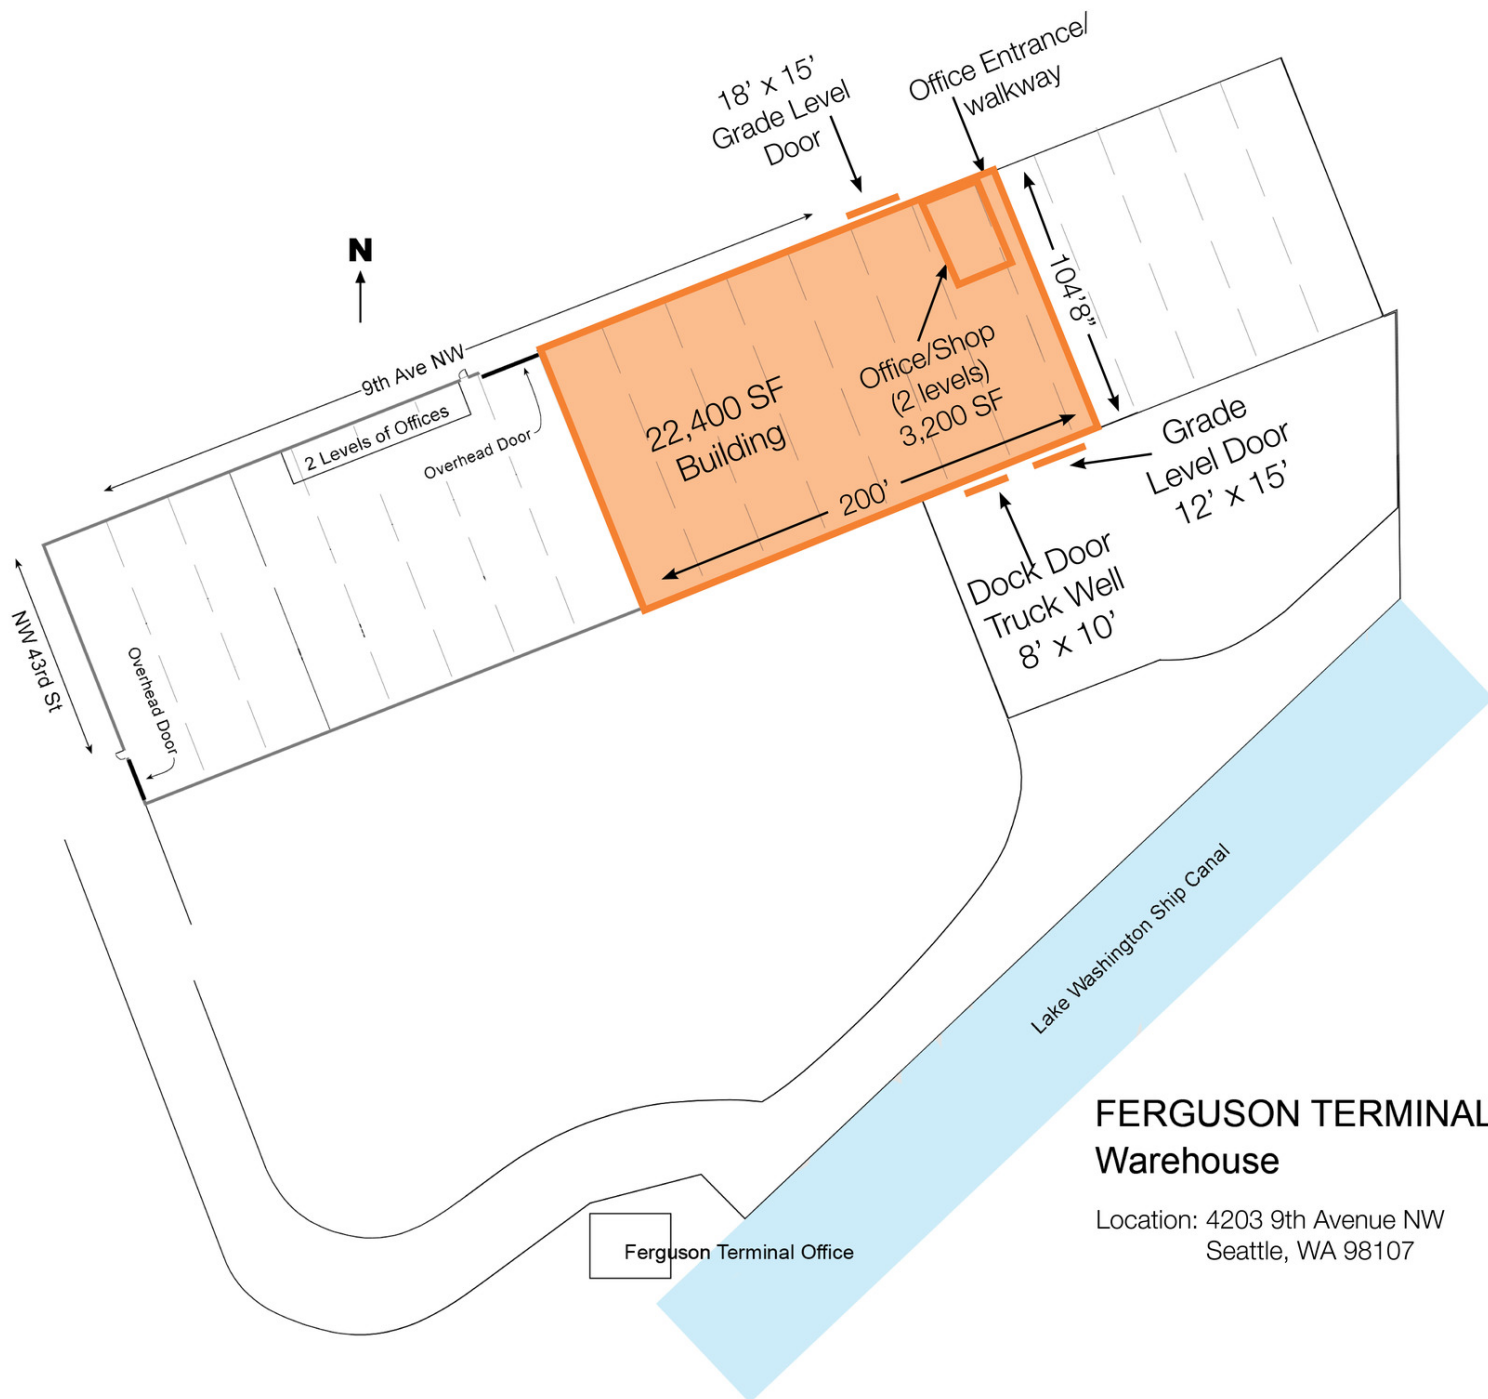 18’ x 15’
Grade Level
Door
Office Entrance/
walkway
N
9th Ave NW
104’8”
2 Levels of Offices
Overhead Door
22,400 SF
Building
Office/Shop
(2 levels)
3,200 SF
200’
Grade
Level Door
12’ x 15’
Dock Door
Truck Well
8’ x 10’
NW 43rd St
Overhead Door
Lake Washington Ship Canal
FERGUSON TERMINAL
Warehouse
Location: 4203 9th Avenue NW
Seattle, WA 98107
Ferguson Terminal Office